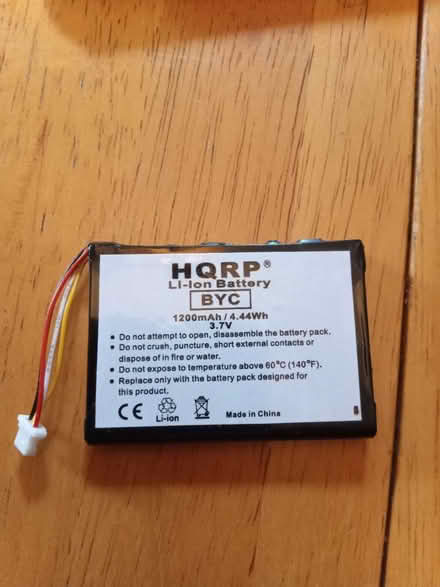 HQRP®
Li-Ion Battery
BYC
1200mAh / 4.44Wh
3.7V
• Do not attempt to open, disassemble the battery pack.
• Do not crush, puncture, short external contacts or
dispose of in fire or water.
• Do not expose to temperature above 60°C (140°F).
• Replace only with the battery pack designed for
this product.
CE
Li-ion
Made in China